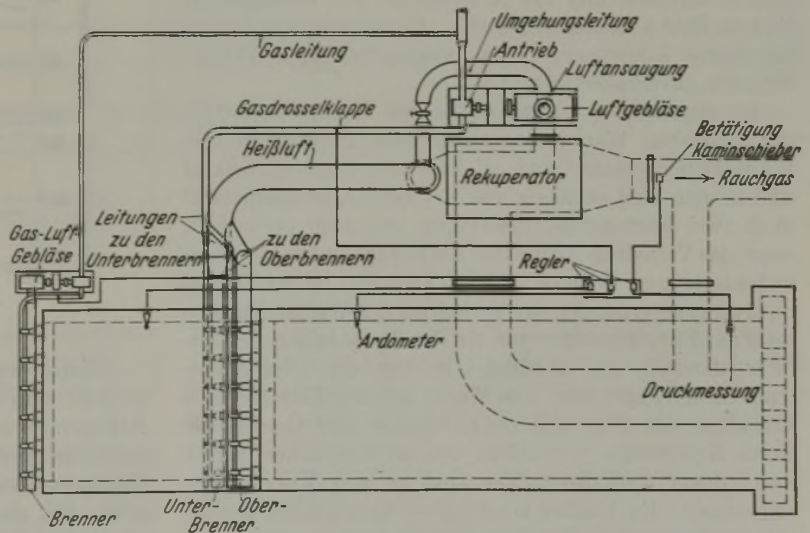 Umgehungsleitung
Gasleitung
Antrieb
Luftansaugung
Gasdrosselklappe
Luftgebläse
Betätigung
Kaminschieber
Heißluft
Rekuperator
Rauchgas
Leitungen
zu den
Unterbrennern
zu den
Oberbrennern
Gas-Luft
Gebläse
Regler
Ardometer
Druckmessung
Brenner
Unter-
Ober-
Brenner